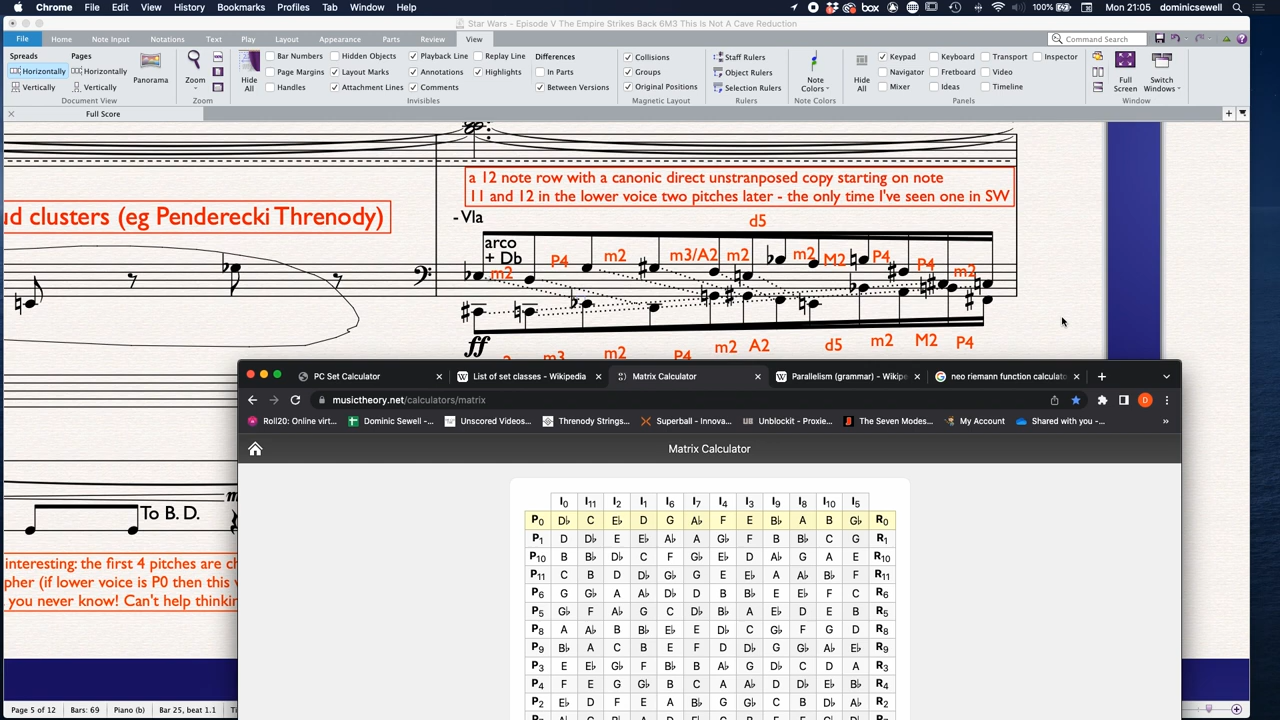 Chrome File Edit View History Bookmarks Profiles Tab Window Help box 100% Mon 21:05 dominicsewell
Star Wars - Episode V The Empire Strikes Back 6M3 This Is Not A Cave Reduction
File Home Note Input Notations Text Play Layout Appearance Parts Review View Command Search
Spreads Pages Bar Numbers Hidden Objects Playback Line Replay Line Differences Collisions Staff Rulers Keypad Keyboard Transport Inspector
Horizontally Horizontally Page Margins Layout Marks Annotations Highlights In Parts Groups Object Rulers Navigator Fretboard Video
Vertically Vertically Panorama Zoom Hide All Handles Attachment Lines Comments Between Versions Original Positions Selection Rulers Note Colors Hide All Mixer Ideas Timeline Full Screen Switch Windows
Document View Zoom Invisibles Magnetic Layout Rulers Note Colors Panels Window
Full Score
a 12 note row with a canonic direct unstranposed copy starting on note
11 and 12 in the lower voice two pitches later - the only time I've seen one in SW
ud clusters (eg Penderecki Threnody)
- Vla
d5
arco
+ Db
m2 P4 m2 m3/A2 m2 m2 M2 P4 P4 m2
ff
m3 m2 P4 m2 A2 d5 m2 M2 P4
PC Set Calculator List of set classes - Wikipedia Matrix Calculator Parallelism (grammar) - Wikipe neo riemann function calculato
musictheory.net/calculators/matrix
Roll20: Online virt... Dominic Sewell -... Unscored Videos... Threnody Strings... Superball - Innova... Unblockit - Proxie... The Seven Modes... My Account Shared with you -...
Matrix Calculator
I0 I11 I2 I1 I6 I7 I4 I3 I9 I8 I10 I5
P0 D♭ C E♭ D G A♭ F E B♭ A B G♭ R0
P1 D D♭ E E♭ A♭ A G♭ F B B♭ C G R1
P10 B B♭ D♭ C F G♭ E♭ D A♭ G A E R10
P11 C B D D♭ G♭ G E E♭ A A♭ B♭ F R11
P6 G G♭ A A♭ D♭ D B B♭ E E♭ F C R6
P5 G♭ F A♭ G C D♭ B♭ A E♭ D E B R5
P8 A A♭ B B♭ E♭ E D♭ C G♭ F G D R8
P9 B♭ A C B E F D D♭ G G♭ A♭ E♭ R9
P3 E E♭ G♭ F B♭ B A♭ G D♭ C D A R3
P4 F E G G♭ B C A A♭ D D♭ E♭ B♭ R4
P2 E♭ D F E A B♭ G G♭ C B D♭ A♭ R2
To B. D.
interesting: the first 4 pitches are ch
pher (if lower voice is P0 then this v
you never know! Can't help thinkin
Page 5 of 12 Bars: 69 Piano (b) Bar 25, beat 1.1